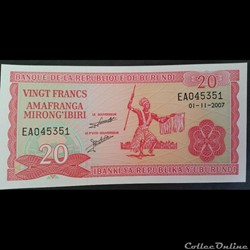 BANQUE DE LA REPUBLIQUE DU BURUNDI
20
EA045351
01-11-2007
VINGT FRANCS
AMAFRANGA
MIRONG'IBIRI
EA045351
20
IBANKI YA REPUBLIKA Y'UBURUNDI
CollecOnline